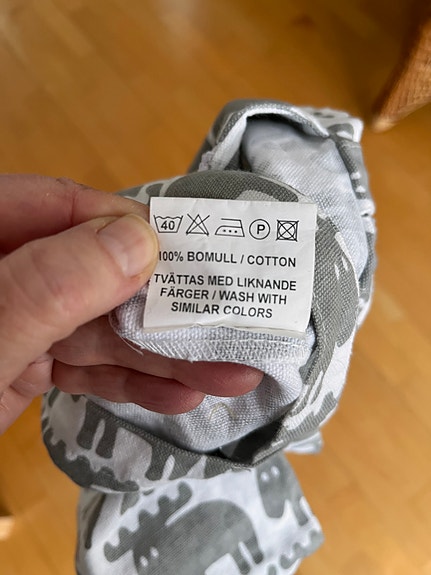 40 P
100% BOMULL / COTTON
TVÄTTAS MED LIKNANDE
FÄRGER / WASH WITH
SIMILAR COLORS